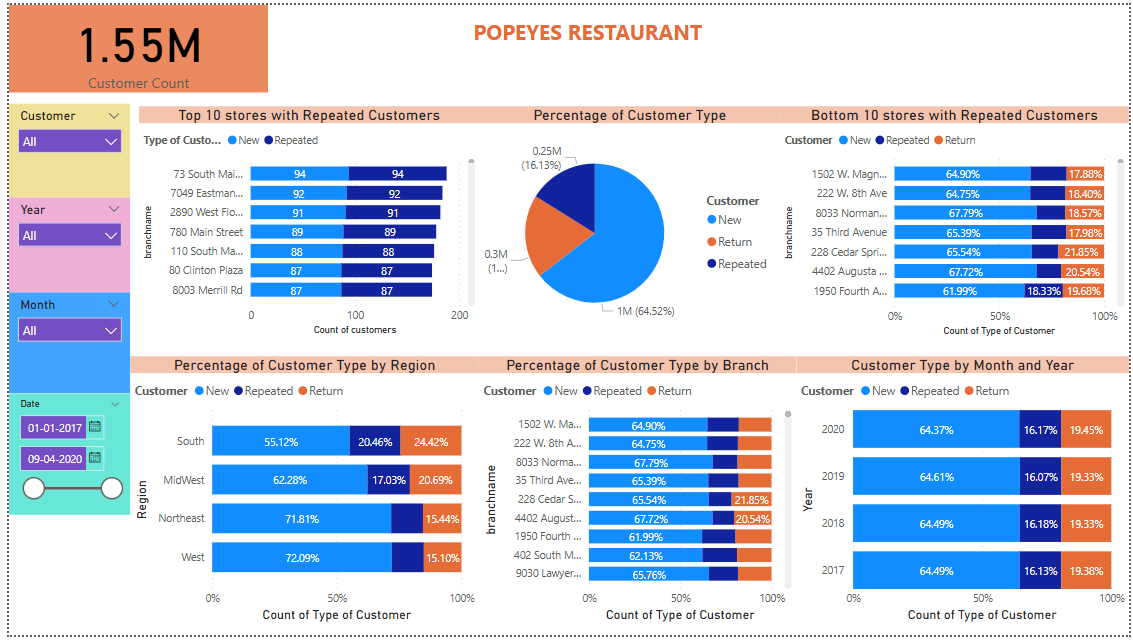 1.55M
Customer Count
POPEYES RESTAURANT
Customer
All
Year
All
Month
All
Date
01-01-2017
09-04-2020
Top 10 stores with Repeated Customers
Type of Custo... New Repeated
branchname
73 South Mai... 94 94
7049 Eastman... 92 92
2890 West Flo... 91 91
780 Main Street 89 89
110 South Ma... 88 88
80 Clinton Plaza 87 87
8003 Merrill Rd 87 87
0 100 200
Count of customers
Percentage of Customer Type
0.25M
(16.13%)
0.3M
(1...)
1M (64.52%)
Customer
New
Return
Repeated
Bottom 10 stores with Repeated Customers
Customer New Repeated Return
branchname
1502 W. Magn... 64.90% 17.88%
222 W. 8th Ave 64.75% 18.40%
8033 Norman... 67.79% 18.57%
35 Third Avenue 65.39% 17.98%
228 Cedar Spri... 65.54% 21.85%
4402 Augusta ... 67.72% 20.54%
1950 Fourth A... 61.99% 18.33% 19.68%
0% 50% 100%
Count of Type of Customer
Percentage of Customer Type by Region
Customer New Repeated Return
Region
South 55.12% 20.46% 24.42%
MidWest 62.28% 17.03% 20.69%
Northeast 71.81% 15.44%
West 72.09% 15.10%
0% 50% 100%
Count of Type of Customer
Percentage of Customer Type by Branch
Customer New Repeated Return
branchname
1502 W. Ma... 64.90%
222 W. 8th A... 64.75%
8033 Norma... 67.79%
35 Third Ave... 65.39%
228 Cedar S... 65.54% 21.85%
4402 August... 67.72% 20.54%
1950 Fourth ... 61.99%
402 South M... 62.13%
9030 Lawyer... 65.76%
0% 50% 100%
Count of Type of Customer
Customer Type by Month and Year
Customer New Repeated Return
Year
2020 64.37% 16.17% 19.45%
2019 64.61% 16.07% 19.33%
2018 64.49% 16.18% 19.33%
2017 64.49% 16.13% 19.38%
0% 50% 100%
Count of Type of Customer